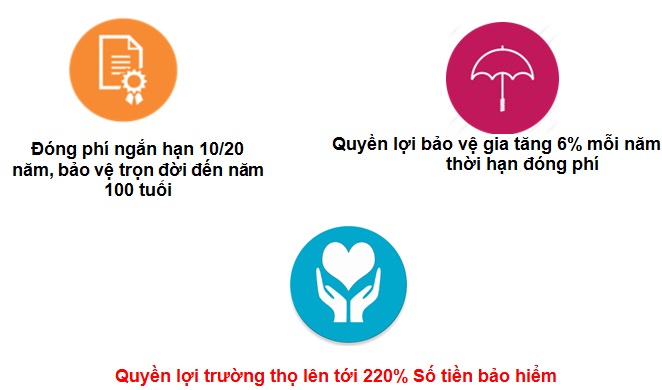 Đóng phí ngắn hạn 10/20
năm, bảo vệ trọn đời đến năm
100 tuổi
Quyền lợi bảo vệ gia tăng 6% mỗi năm
thời hạn đóng phí
Quyền lợi trường thọ lên tới 220% Số tiền bảo hiểm